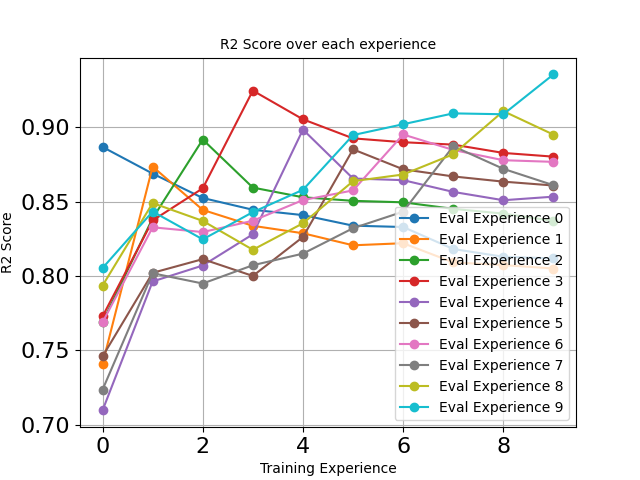 R2 Score over each experience
R2 Score
0.90
0.85
0.80
0.75
0.70
0 2 4 6 8
Training Experience
Eval Experience 0
Eval Experience 1
Eval Experience 2
Eval Experience 3
Eval Experience 4
Eval Experience 5
Eval Experience 6
Eval Experience 7
Eval Experience 8
Eval Experience 9